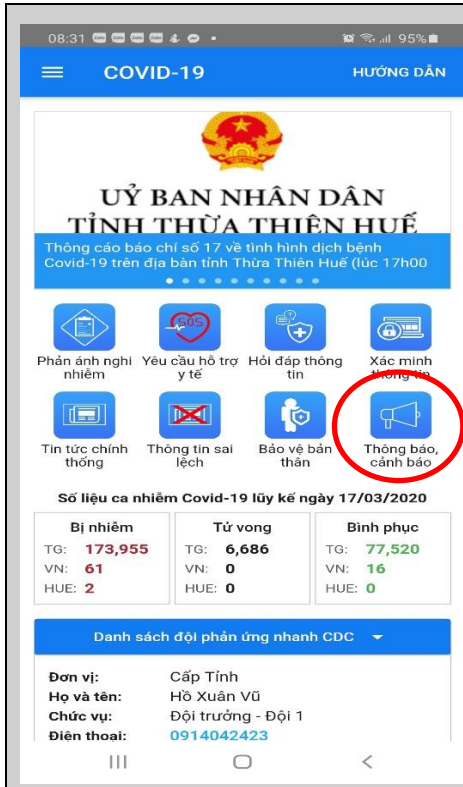 08:31 95%
COVID-19 HƯỚNG DẪN
UỶ BAN NHÂN DÂN
TỈNH THỪA THIÊN HUẾ
Thông cáo báo chí số 17 về tình hình dịch bệnh
Covid-19 trên địa bàn tỉnh Thừa Thiên Huế (lúc 17h00
SOS
Phản ánh nghi nhiễm
Yêu cầu hỗ trợ y tế
Hỏi đáp thông tin
Xác minh thông tin
Tin tức chính thống
Thông tin sai lệch
Bảo vệ bản thân
Thông báo, cảnh báo
Số liệu ca nhiễm Covid-19 lũy kế ngày 17/03/2020
Bị nhiễm
TG: 173,955
VN: 61
HUE: 2
Tử vong
TG: 6,686
VN: 0
HUE: 0
Bình phục
TG: 77,520
VN: 16
HUE: 0
Danh sách đội phản ứng nhanh CDC
Đơn vị: Cấp Tỉnh
Họ và tên: Hồ Xuân Vũ
Chức vụ: Đội trưởng - Đội 1
Điện thoại: 0914042423